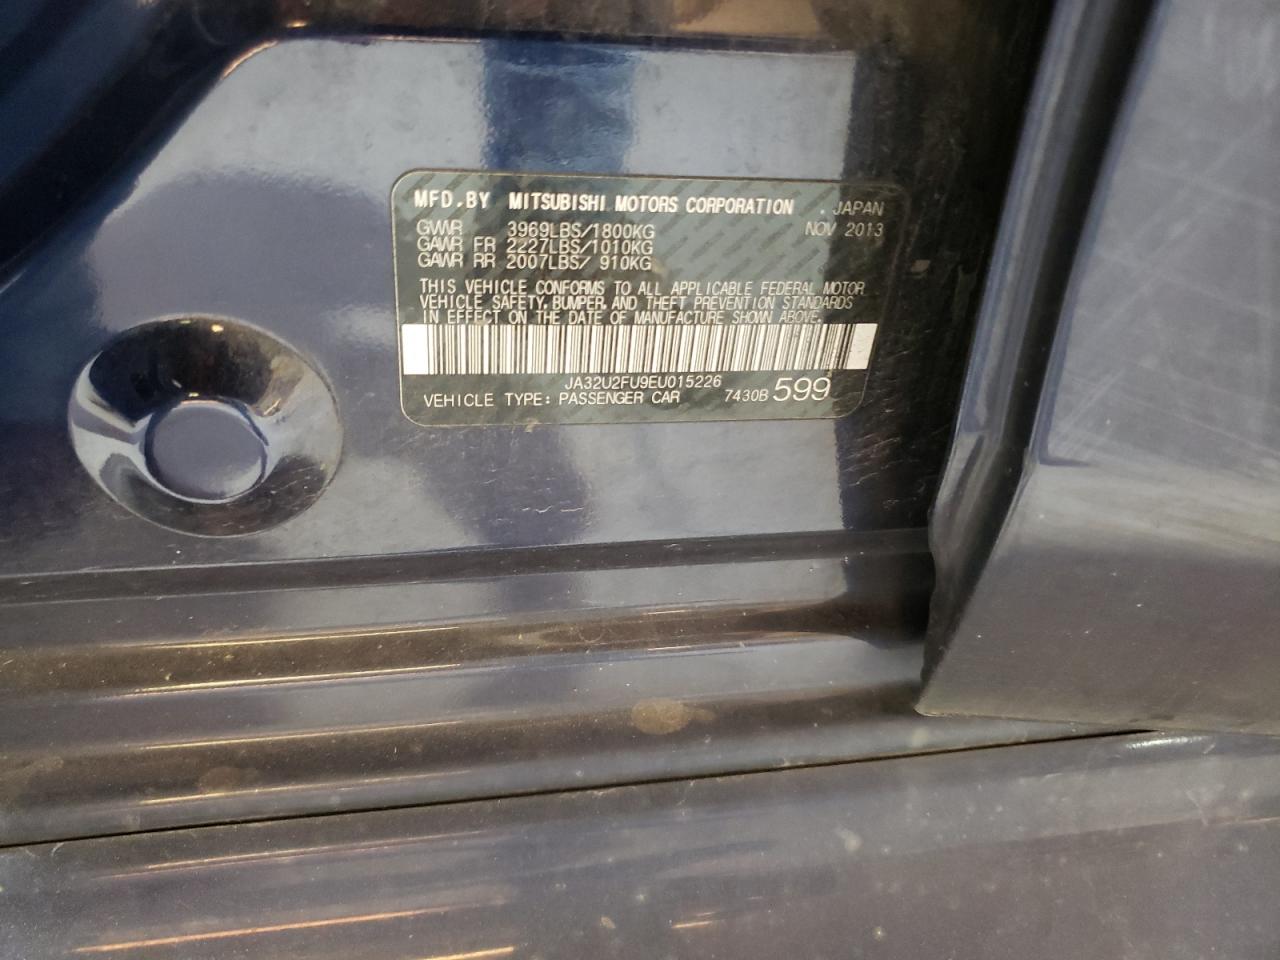 MFD.BY MITSUBISHI MOTORS CORPORATION JAPAN
GVWR 3969LBS/1800KG NOV 2013
GAWR FR 2227LBS/1010KG
GAWR RR 2007LBS/ 910KG
THIS VEHICLE CONFORMS TO ALL APPLICABLE FEDERAL MOTOR
VEHICLE SAFETY, BUMPER, AND THEFT PREVENTION STANDARDS
IN EFFECT ON THE DATE OF MANUFACTURE SHOWN ABOVE.
JA32U2FU9EU015226
VEHICLE TYPE: PASSENGER CAR 7430B 599